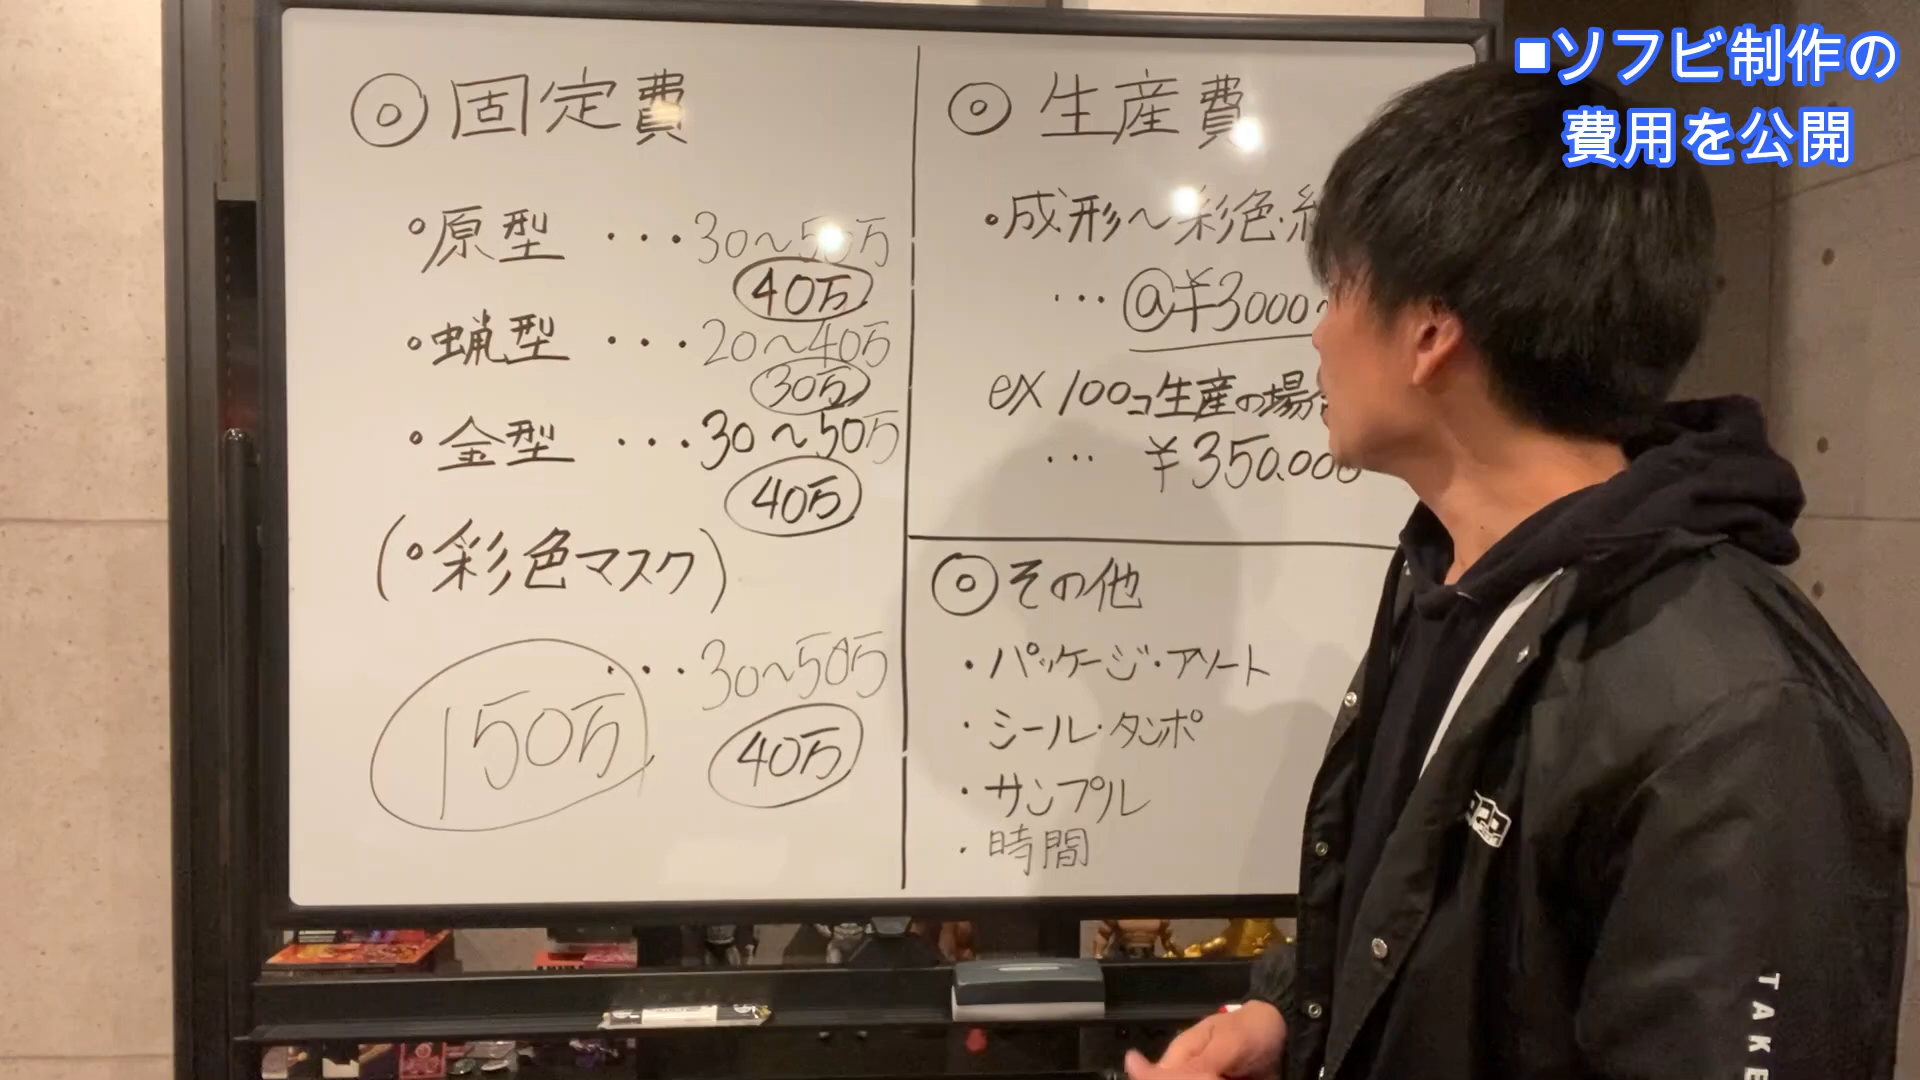 ■ソフビ制作の
費用を公開
◎固定費
・原型 ・・・30〜50万
40万
・蝋型 ・・・20〜40万
30万
・金型 ・・・30〜50万
40万
(・彩色マスク)
・・・30〜50万
150万
40万
◎生産費
・成形〜彩色・
・・・@¥3000〜
ex 100コ生産の場合
・・・ ¥350.000
◎その他
・パッケージ・アソート
・シール・タンポ
・サンプル
・時間
TAKE